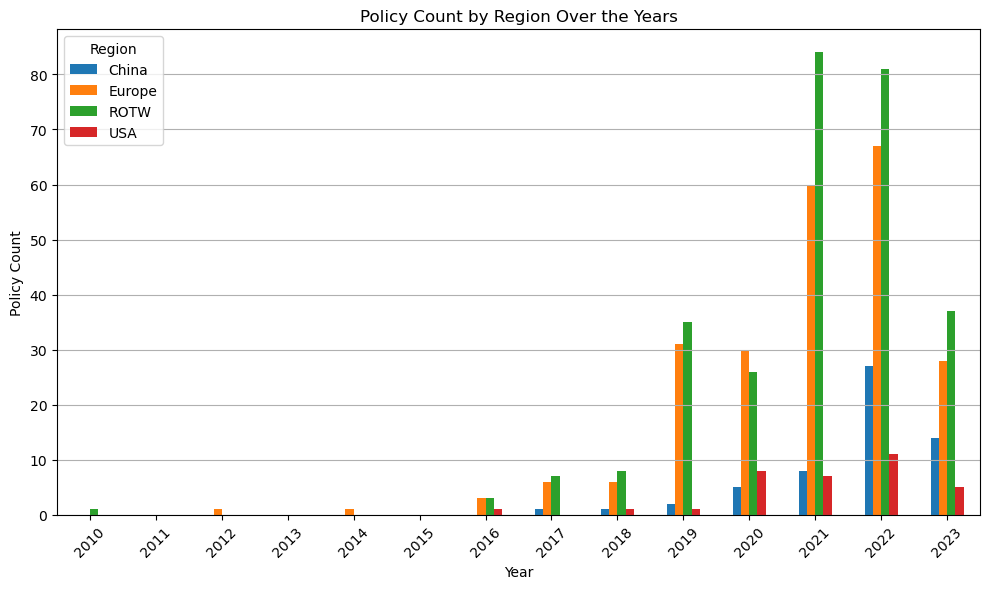 Policy Count by Region Over the Years
Region
China
Europe
ROTW
USA
Policy Count
80
70
60
50
40
30
20
10
0
2010 2011 2012 2013 2014 2015 2016 2017 2018 2019 2020 2021 2022 2023
Year